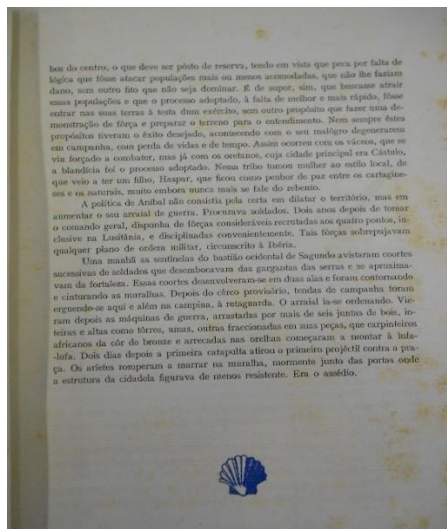 bos do centro, o que deve ser pôsto de reserva, tendo em vista que peca por falta de
lógica que fôsse atacar populações mais ou menos acomodadas, que não lhe faziam
dano, sem outro fito que não seja dominar. É de supor, sim, que buscasse atrair
essas populações e que o processo adoptado, à falta de melhor e mais rápido, fôsse
entrar nas suas terras à testa dum exército, sem outro propósito que fazer uma de-
monstração de fôrça e preparar o terreno para o entendimento. Nem sempre êstes
propósitos tiveram o êxito desejado, acontecendo com o seu malôgro degenerarem
em campanha, com perda de vidas e de tempo. Assim ocorreu com os váceos, que se
viu forçado a combater, mas já com os oretanos, cuja cidade principal era Cástulo,
a blandícia foi o processo adoptado. Nessa tribo tomou mulher ao estilo local, de
que veio a ter um filho, Haspar, que ficou como penhor de paz entre os cartagine-
ses e os naturais, muito embora nunca mais se fale do rebento.
A política de Aníbal não consistia pela certa em dilatar o território, mas em
aumentar o seu arraial de guerra. Procurava soldados. Dois anos depois de tomar
o comando geral, dispunha de fôrças consideráveis recrutadas aos quatro pontos, in-
clusive na Lusitânia, e disciplinadas convenientemente. Tais fôrças sobrepujavam
qualquer plano de ordem militar, circunscrito à Ibéria.
Uma manhã as sentinelas do bastião ocidental de Sagundo avistaram coortes
sucessivas de soldados que desembocavam das gargantas das serras e se aproxima-
vam da fortaleza. Essas coortes desenvolveram-se em duas alas e foram contornando
e cinturando as muralhas. Depois do cêrco provisório, tendas de campanha foram
erguendo-se aqui e além na campina, à retaguarda. O arraial ia-se ordenando. Vie-
ram depois as máquinas de guerra, arrastadas por mais de seis juntas de bois, in-
teiras e altas como tôrres, umas, outras fraccionadas em suas peças, que carpinteiros
africanos da côr do bronze e arrecadas nas orelhas começaram a montar à lufa-
-lufa. Dois dias depois a primeira catapulta atirou o primeiro projéctil contra a pra-
ça. Os aríetes romperam a marrar na muralha, mormente junto das portas onde
a estrutura da cidadela figurava de menos resistente. Era o assédio.